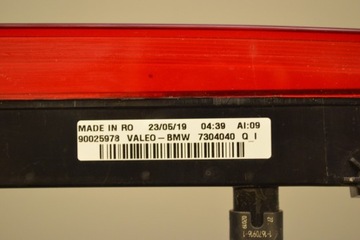 MADE IN RO 23/05/19 04:39 AI:09
90025978 VALEO-BMW 7304040 Q_I